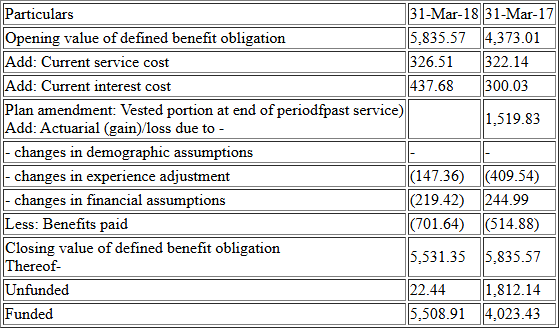 Particulars 31-Mar-18 31-Mar-17
Opening value of defined benefit obligation 5,835.57 4,373.01
Add: Current service cost 326.51 322.14
Add: Current interest cost 437.68 300.03
Plan amendment: Vested portion at end of periodfpast service) 1,519.83
Add: Actuarial (gain)/loss due to -
- changes in demographic assumptions - -
- changes in experience adjustment (147.36) (409.54)
- changes in financial assumptions (219.42) 244.99
Less: Benefits paid (701.64) (514.88)
Closing value of defined benefit obligation 5,531.35 5,835.57
Thereof-
Unfunded 22.44 1,812.14
Funded 5,508.91 4,023.43